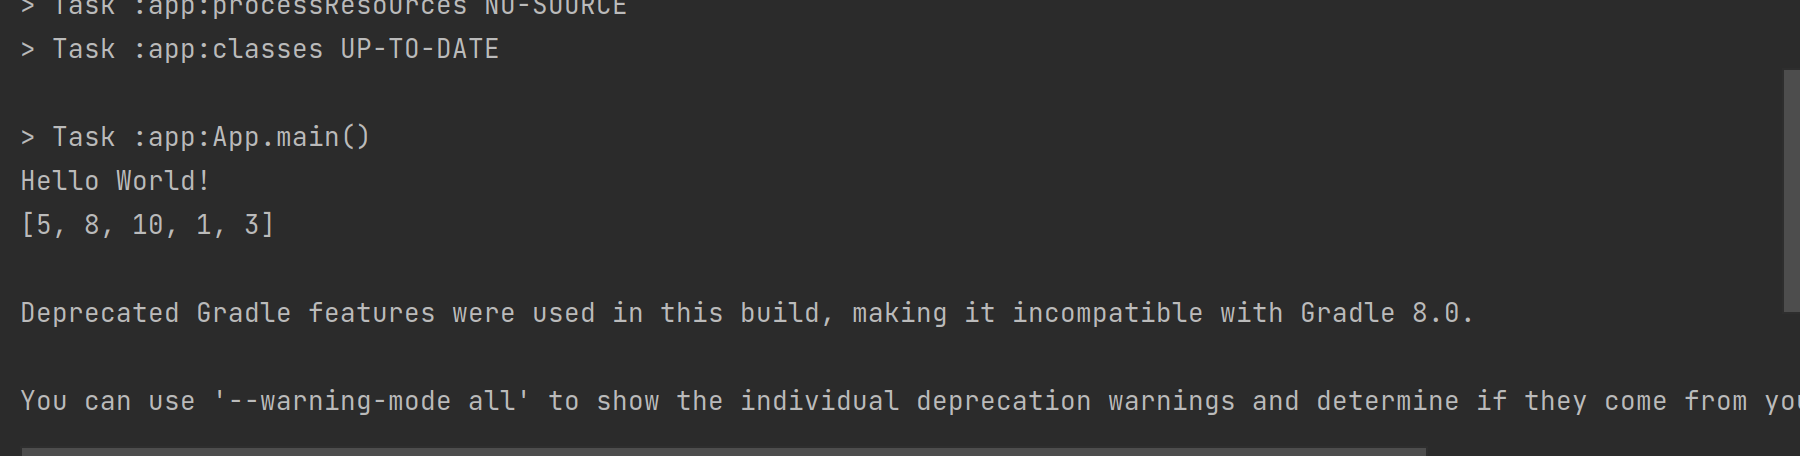 > Task :app:processResources NO-SOURCE
> Task :app:classes UP-TO-DATE
> Task :app:App.main()
Hello World!
[5, 8, 10, 1, 3]
Deprecated Gradle features were used in this build, making it incompatible with Gradle 8.0.
You can use '--warning-mode all' to show the individual deprecation warnings and determine if they come from